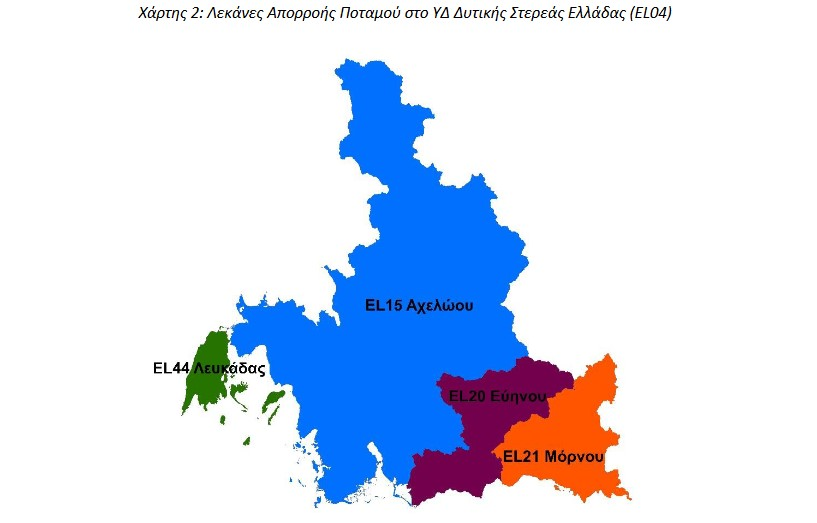 Χάρτης 2: Λεκάνες Απορροής Ποταμού στο ΥΔ Δυτικής Στερεάς Ελλάδας (EL04)
EL15 Αχελώου
EL44 Λευκάδας
EL20 Εύηνου
EL21 Μόρνου